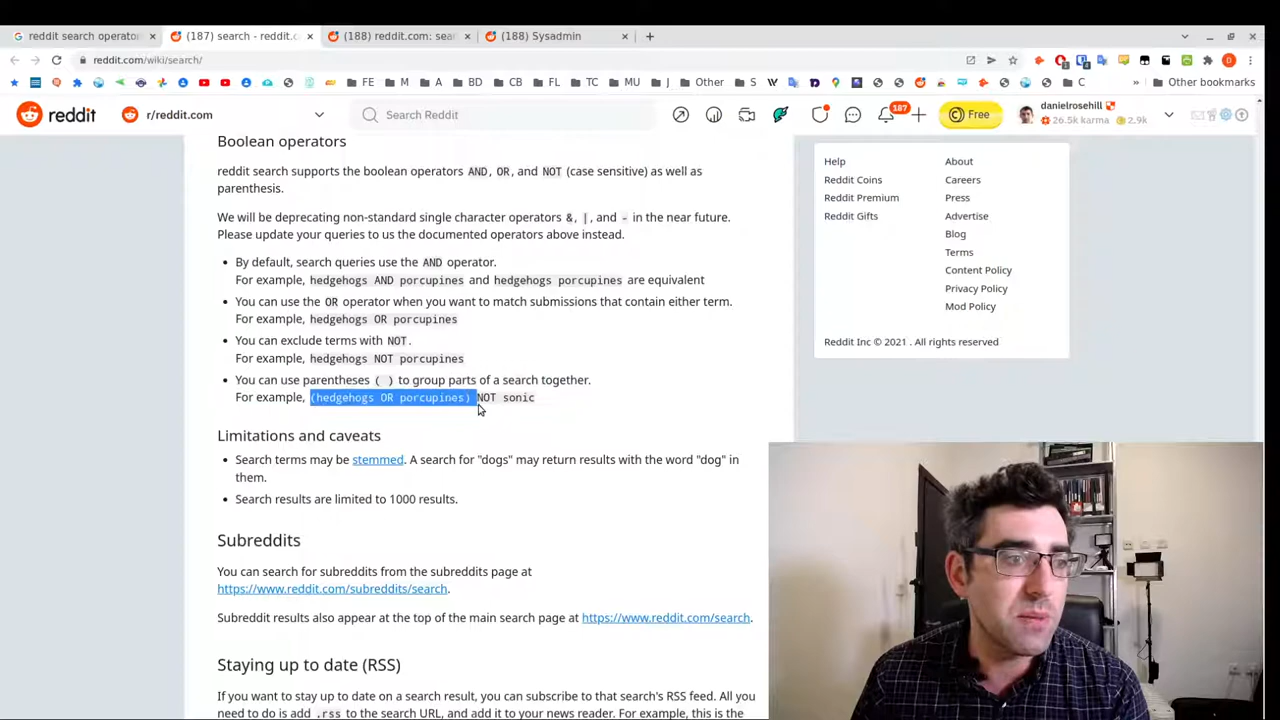 reddit search operator
(187) search - reddit.c
(188) reddit.com: sea
(188) Sysadmin
reddit.com/wiki/search/
FE M BD CB FL TC MU J Other S W C » Other bookmarks
reddit r/reddit.com Search Reddit 187 Free danielrosehill
26.5k karma 2.9k
Boolean operators
reddit search supports the boolean operators AND, OR, and NOT (case sensitive) as well as
parenthesis.
We will be deprecating non-standard single character operators &, |, and - in the near future.
Please update your queries to us the documented operators above instead.
• By default, search queries use the AND operator.
For example, hedgehogs AND porcupines and hedgehogs porcupines are equivalent
• You can use the OR operator when you want to match submissions that contain either term.
For example, hedgehogs OR porcupines
• You can exclude terms with NOT.
For example, hedgehogs NOT porcupines
• You can use parentheses ( ) to group parts of a search together.
For example, (hedgehogs OR porcupines) NOT sonic
Limitations and caveats
• Search terms may be stemmed. A search for "dogs" may return results with the word "dog" in
them.
• Search results are limited to 1000 results.
Subreddits
You can search for subreddits from the subreddits page at
https://www.reddit.com/subreddits/search.
Subreddit results also appear at the top of the main search page at https://www.reddit.com/search.
Staying up to date (RSS)
If you want to stay up to date on a search result, you can subscribe to that search's RSS feed. All you
need to do is add .rss to the search URL, and add it to your news reader. For example, this is the
Help About
Reddit Coins Careers
Reddit Premium Press
Reddit Gifts Advertise
Blog
Terms
Content Policy
Privacy Policy
Mod Policy
Reddit Inc © 2021 . All rights reserved